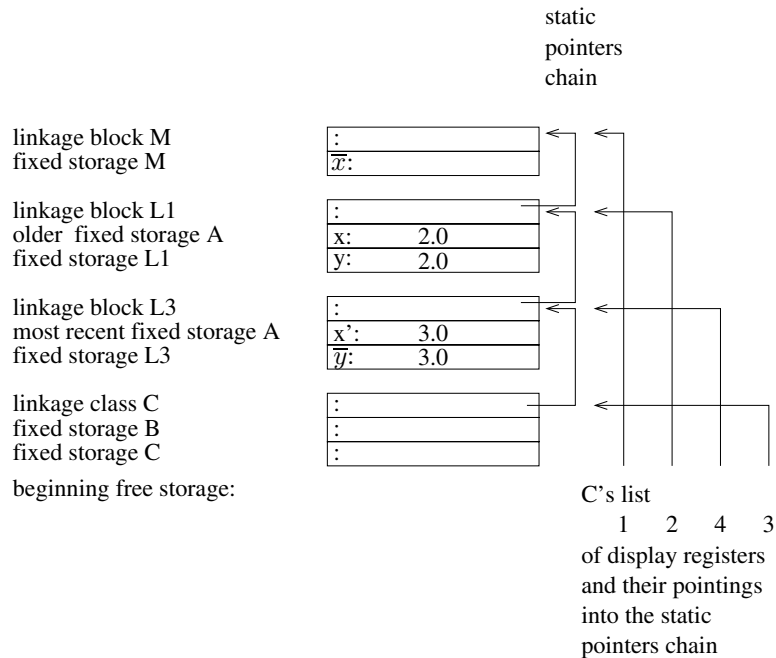 static
pointers
chain
linkage block M :
fixed storage M x̅:
linkage block L1 :
older fixed storage A x: 2.0
fixed storage L1 y: 2.0
linkage block L3 :
most recent fixed storage A x’: 3.0
fixed storage L3 y̅: 3.0
linkage class C :
fixed storage B :
fixed storage C :
beginning free storage:
C’s list
1 2 4 3
of display registers
and their pointings
into the static
pointers chain